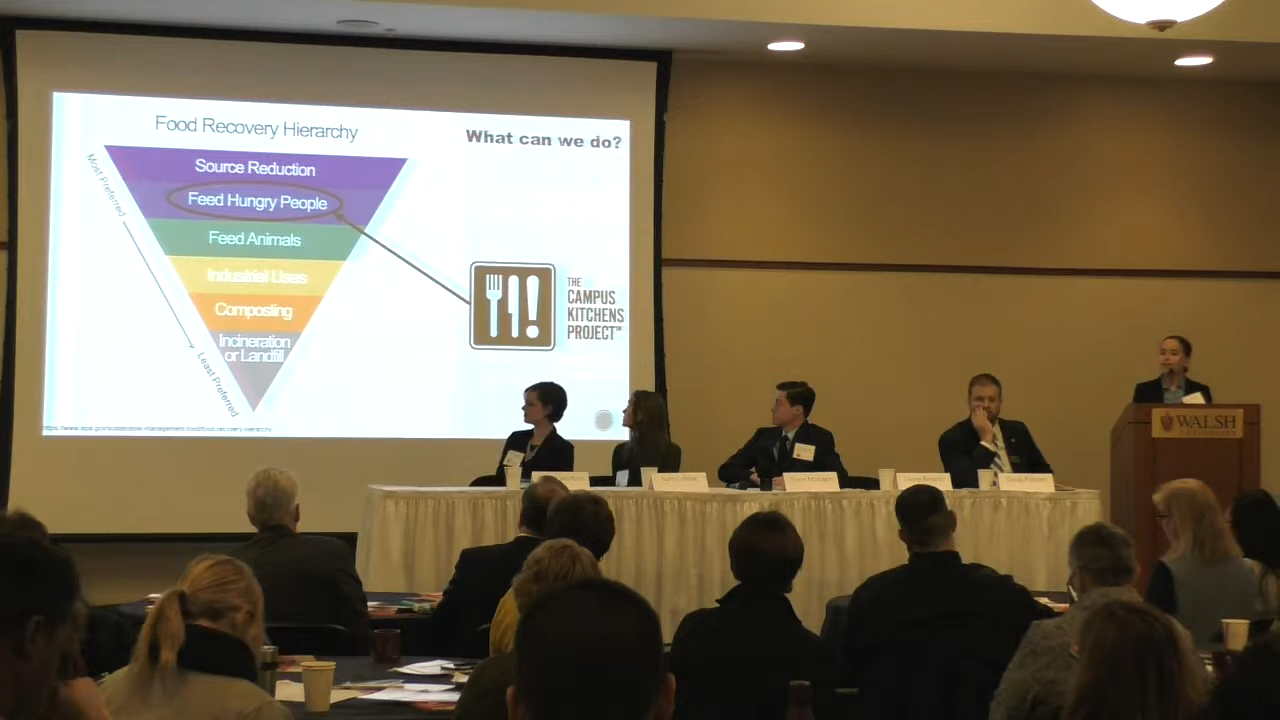 Food Recovery Hierarchy
What can we do?
Most Preferred
Source Reduction
Feed Hungry People
Feed Animals
Industrial Uses
Composting
Incineration
or Landfill
Least Preferred
THE
CAMPUS
KITCHENS
PROJECT
WALSH
UNIVERSITY